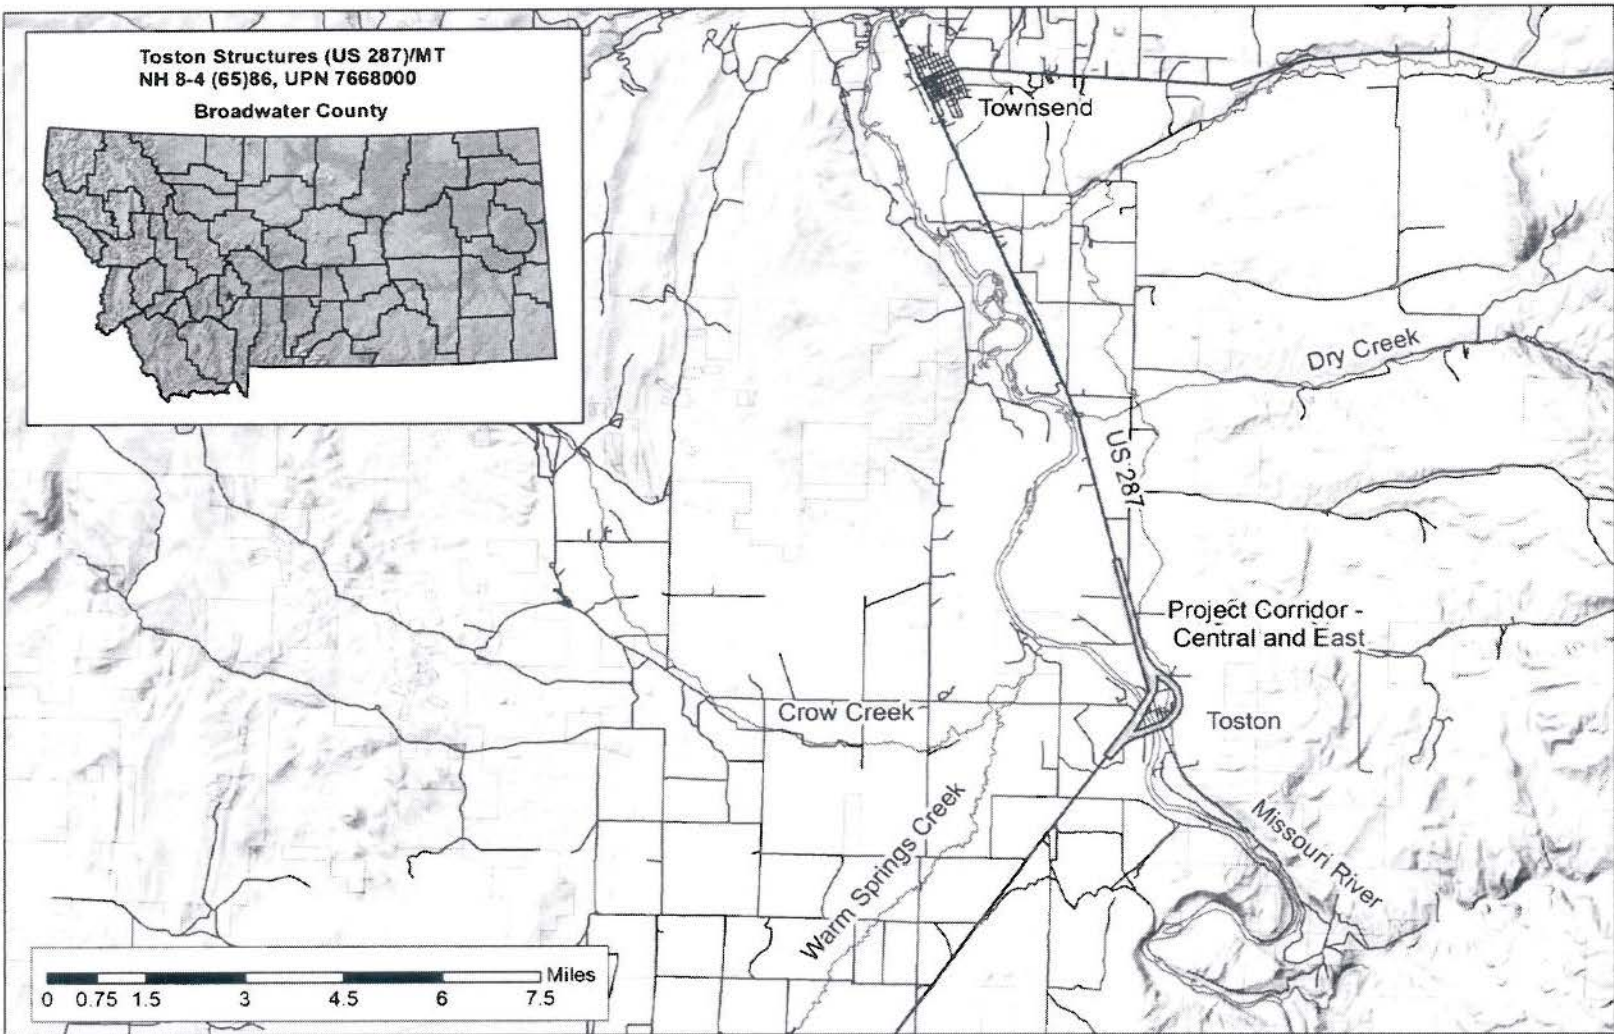 Toston Structures (US 287)/MT
NH 8-4 (65)86, UPN 7668000
Broadwater County
Townsend
Dry Creek
US 287
Project Corridor -
Central and East
Crow Creek
Toston
Warm Springs Creek
Missouri River
Miles
0 0.75 1.5 3 4.5 6 7.5